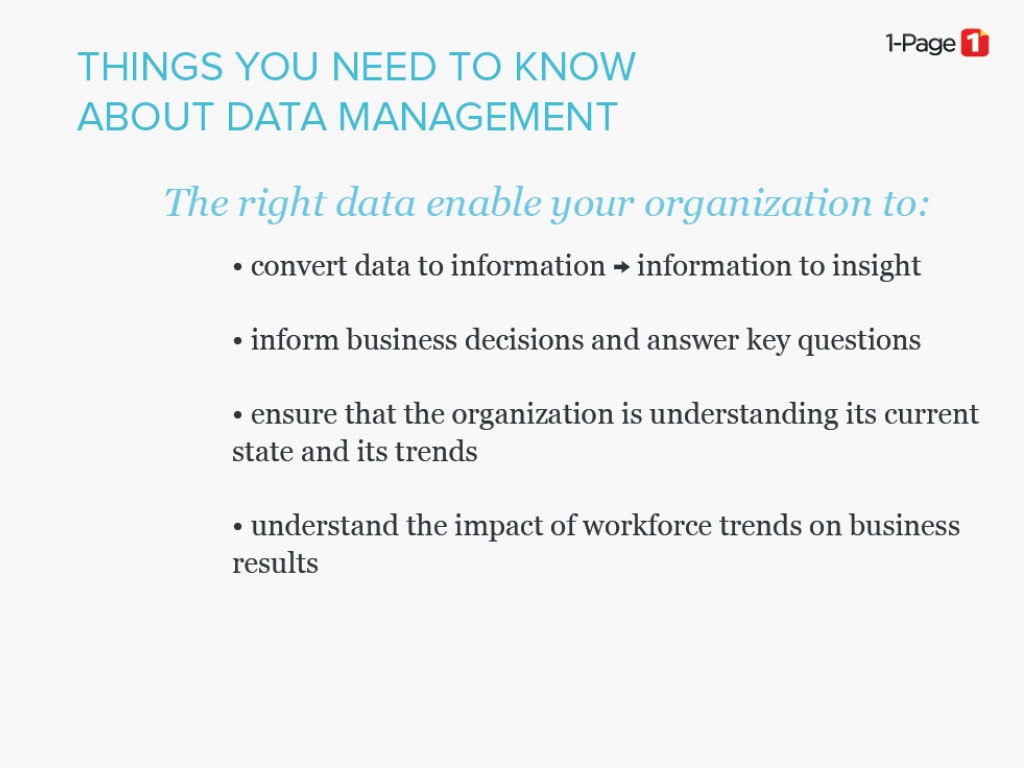 1-Page 1
THINGS YOU NEED TO KNOW
ABOUT DATA MANAGEMENT
The right data enable your organization to:
• convert data to information → information to insight
• inform business decisions and answer key questions
• ensure that the organization is understanding its current
state and its trends
• understand the impact of workforce trends on business
results